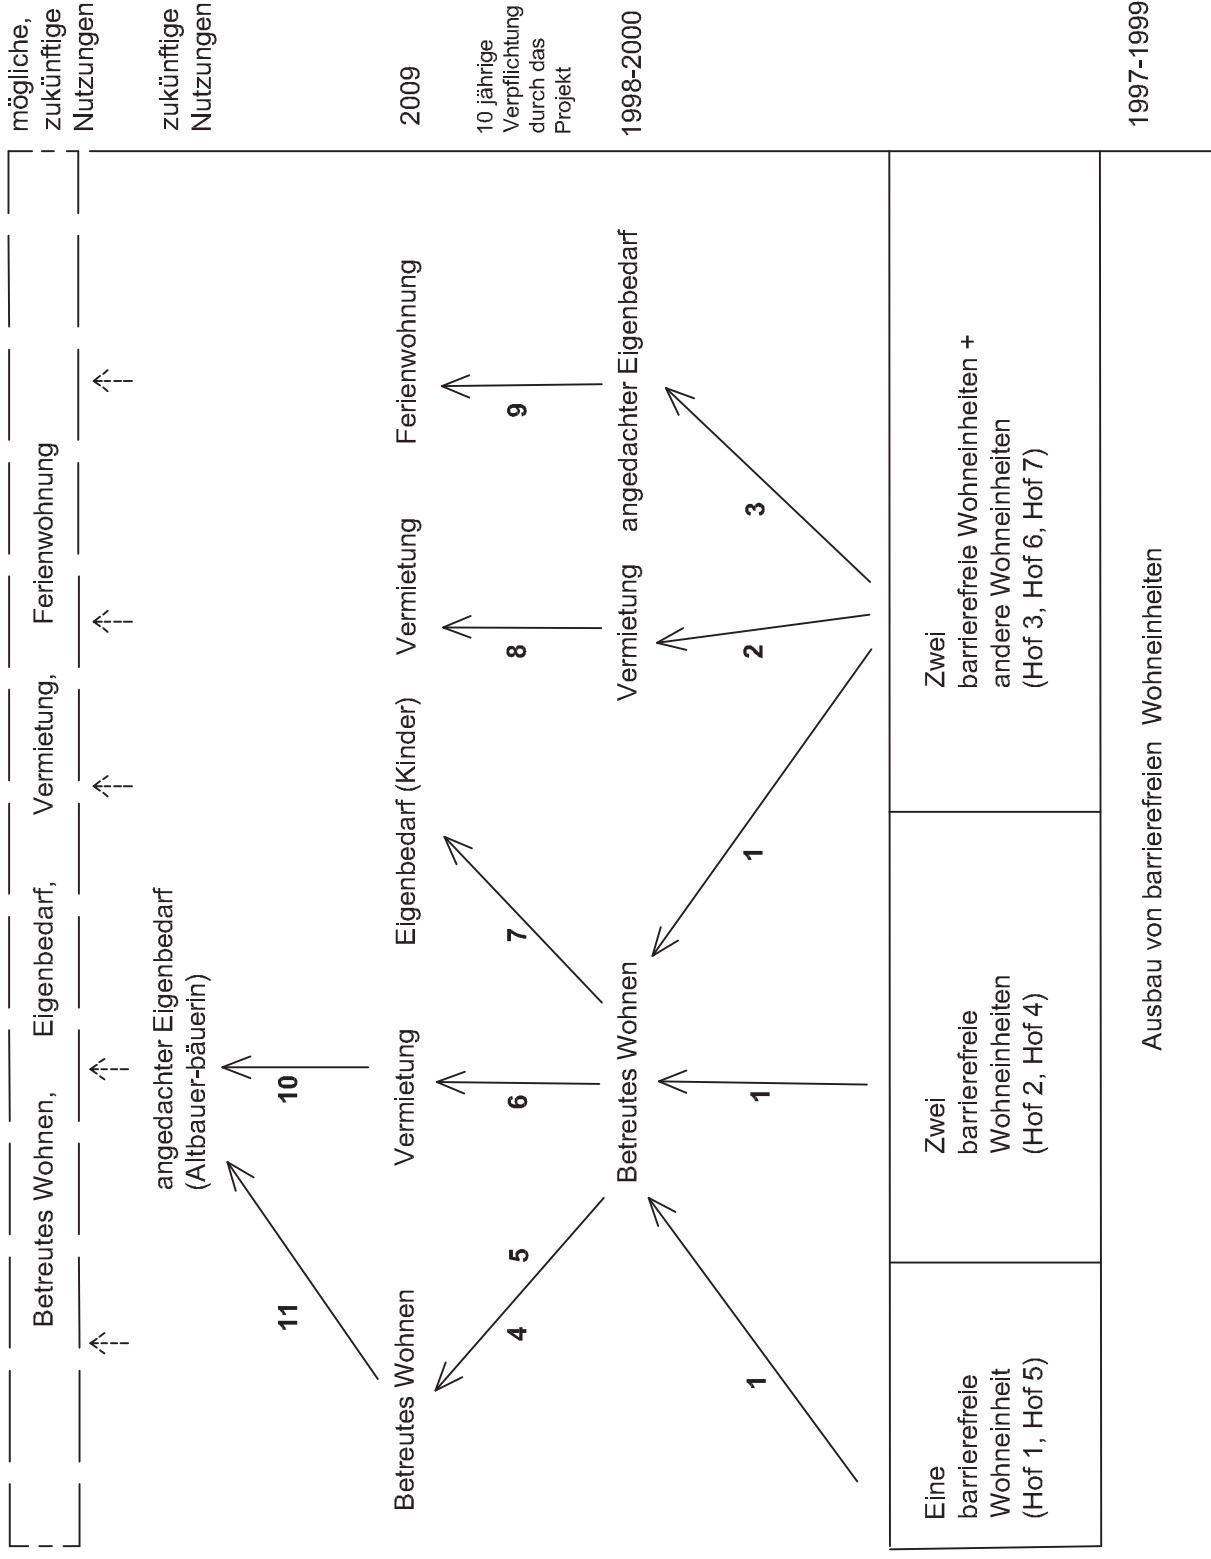 mögliche,
zukünftige
Nutzungen
Betreutes Wohnen, Eigenbedarf, Vermietung, Ferienwohnung
zukünftige
Nutzungen
angedachter Eigenbedarf
(Altbauer-bäuerin)
11
10
2009
Betreutes Wohnen
Vermietung
Eigenbedarf (Kinder)
Vermietung
Ferienwohnung
10 jährige
Verpflichtung
durch das
Projekt
4
5
6
7
8
9
1998-2000
Betreutes Wohnen
Vermietung
angedachter Eigenbedarf
1
1
1
2
3
Eine
barrierefreie
Wohneinheit
(Hof 1, Hof 5)
Zwei
barrierefreie
Wohneinheiten
(Hof 2, Hof 4)
Zwei
barrierefreie Wohneinheiten +
andere Wohneinheiten
(Hof 3, Hof 6, Hof 7)
Ausbau von barrierefreien Wohneinheiten
1997-1999